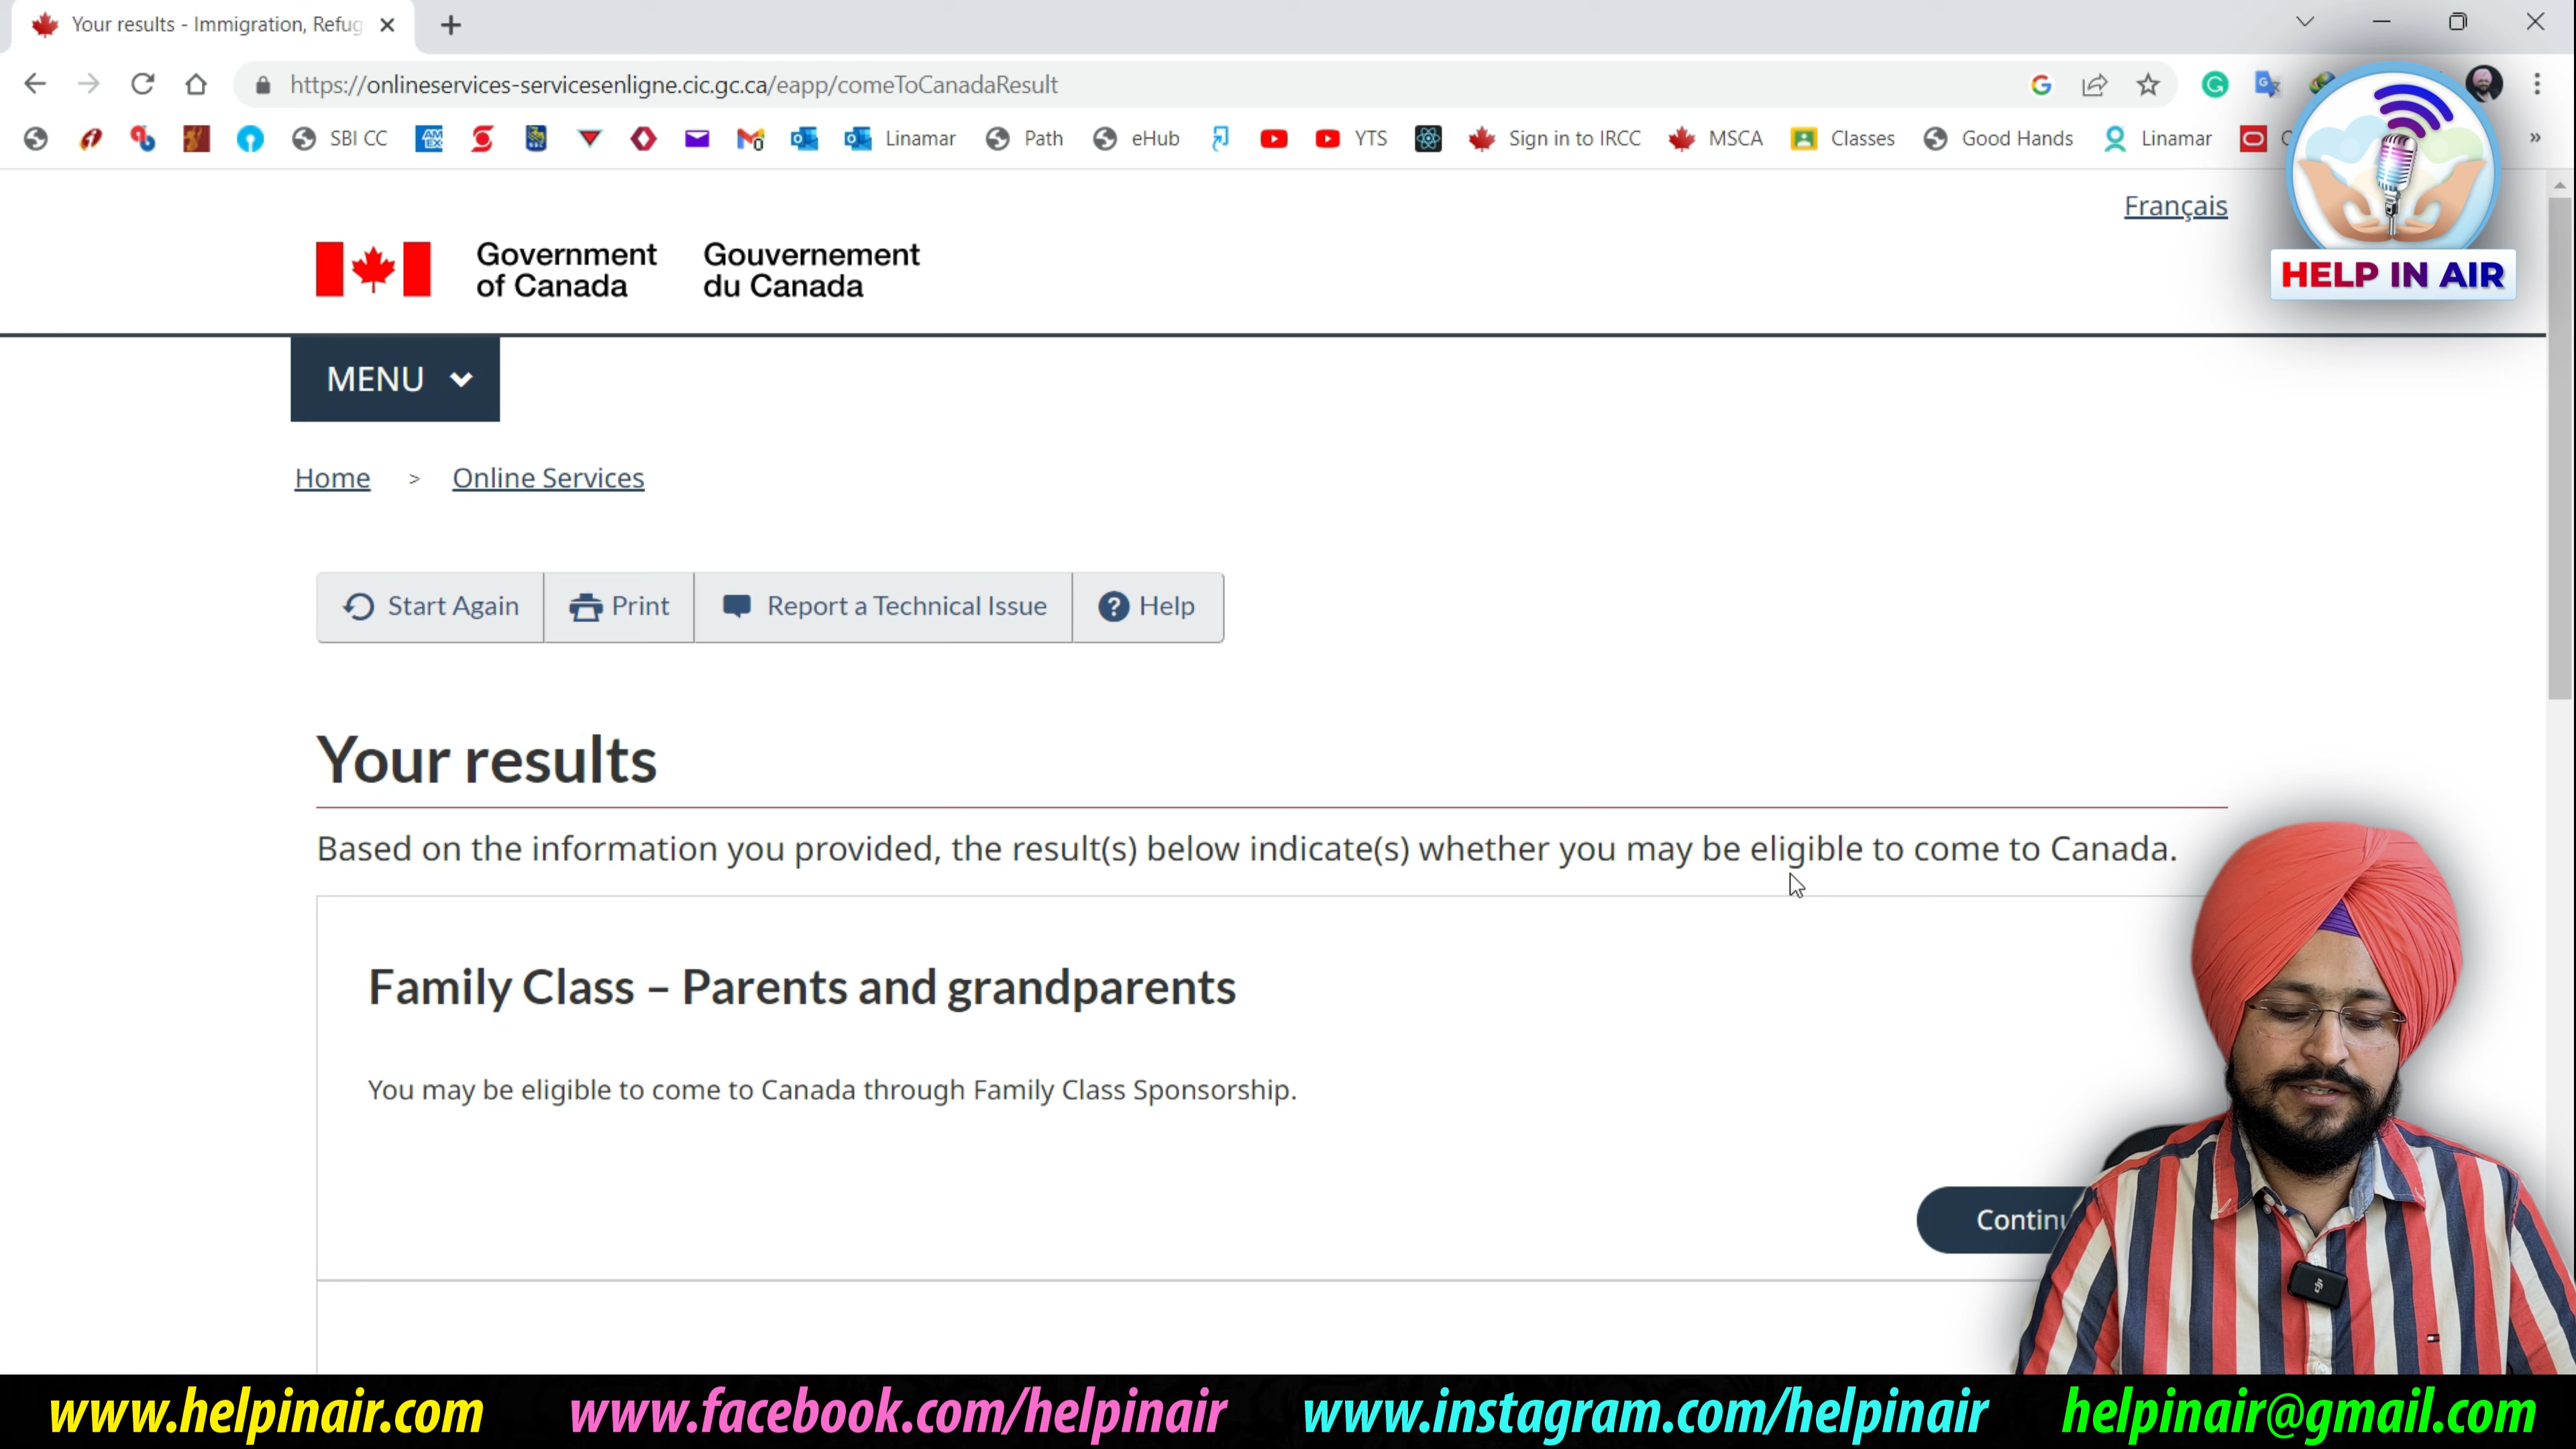 Your results - Immigration, Refug
https://onlineservices-servicesenligne.cic.gc.ca/eapp/comeToCanadaResult
SBI CC
AM
EX
Linamar
Path
eHub
YTS
Sign in to IRCC
MSCA
Classes
Good Hands
Linamar
Français
HELP IN AIR
Government
of Canada
Gouvernement
du Canada
MENU
Home > Online Services
Start Again
Print
Report a Technical Issue
Help
Your results
Based on the information you provided, the result(s) below indicate(s) whether you may be eligible to come to Canada.
Family Class – Parents and grandparents
You may be eligible to come to Canada through Family Class Sponsorship.
Continu
www.helpinair.com
www.facebook.com/helpinair
www.instagram.com/helpinair
helpinair@gmail.com